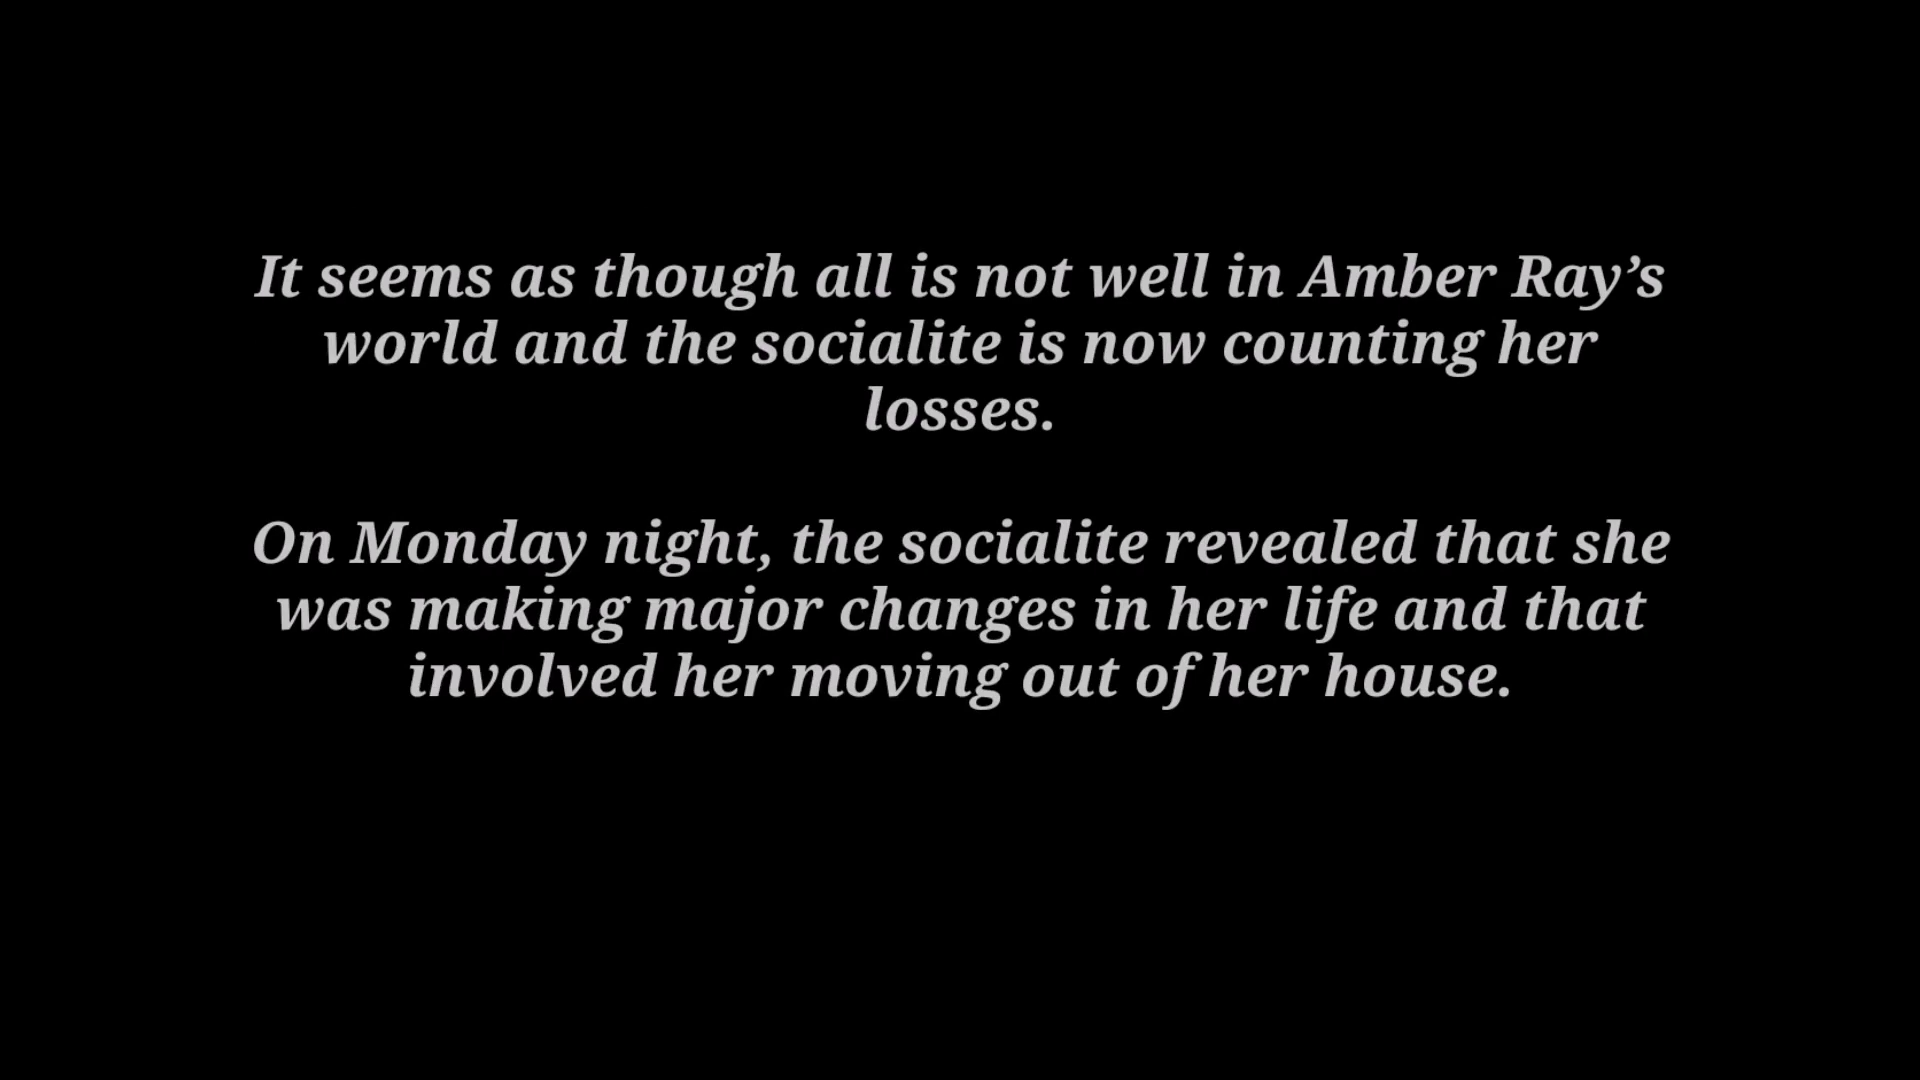 It seems as though all is not well in Amber Ray’s
world and the socialite is now counting her
losses.
On Monday night, the socialite revealed that she
was making major changes in her life and that
involved her moving out of her house.